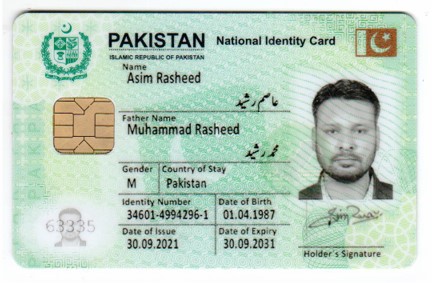 PAKISTAN National Identity Card
ISLAMIC REPUBLIC OF PAKISTAN
Name
Asim Rasheed
عاصم رشید
Father Name
Muhammad Rasheed
محمد رشید
Gender Country of Stay
M Pakistan
Identity Number Date of Birth
34601-4994296-1 01.04.1987
Date of Issue Date of Expiry
30.09.2021 30.09.2031
63335
Holder's Signature